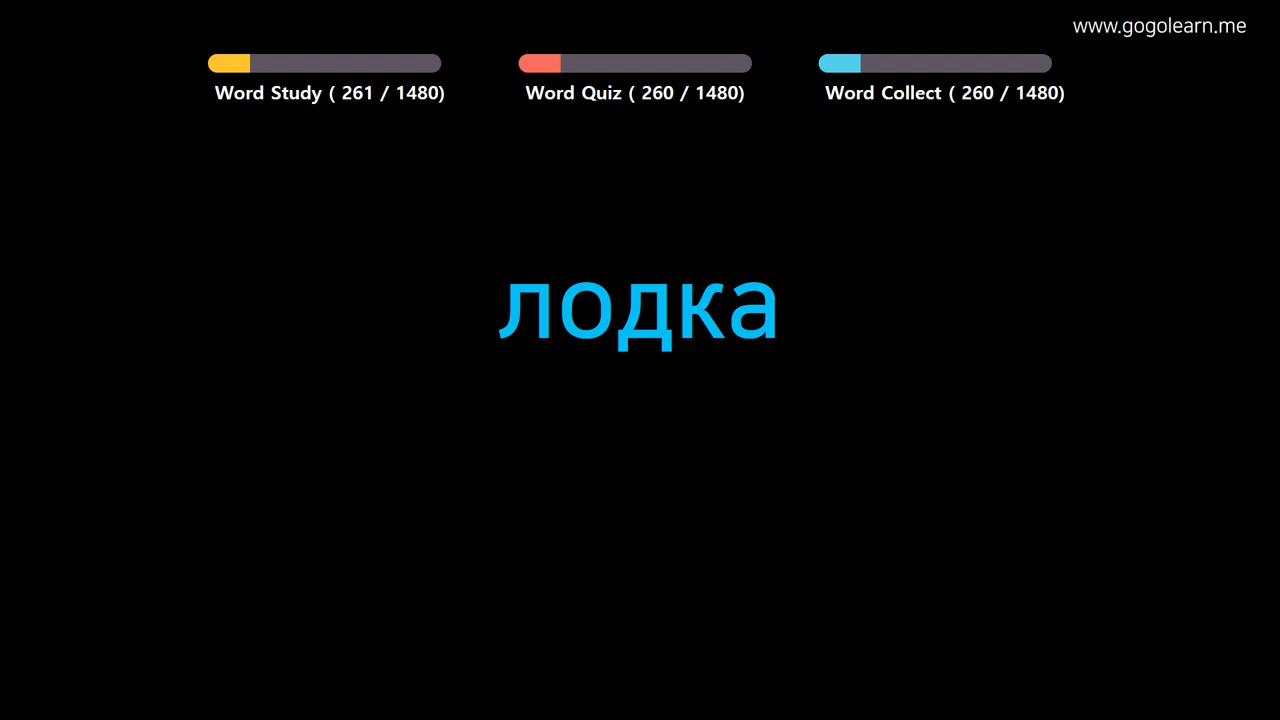 www.gogolearn.me
Word Study ( 261 / 1480)
Word Quiz ( 260 / 1480)
Word Collect ( 260 / 1480)
лодка